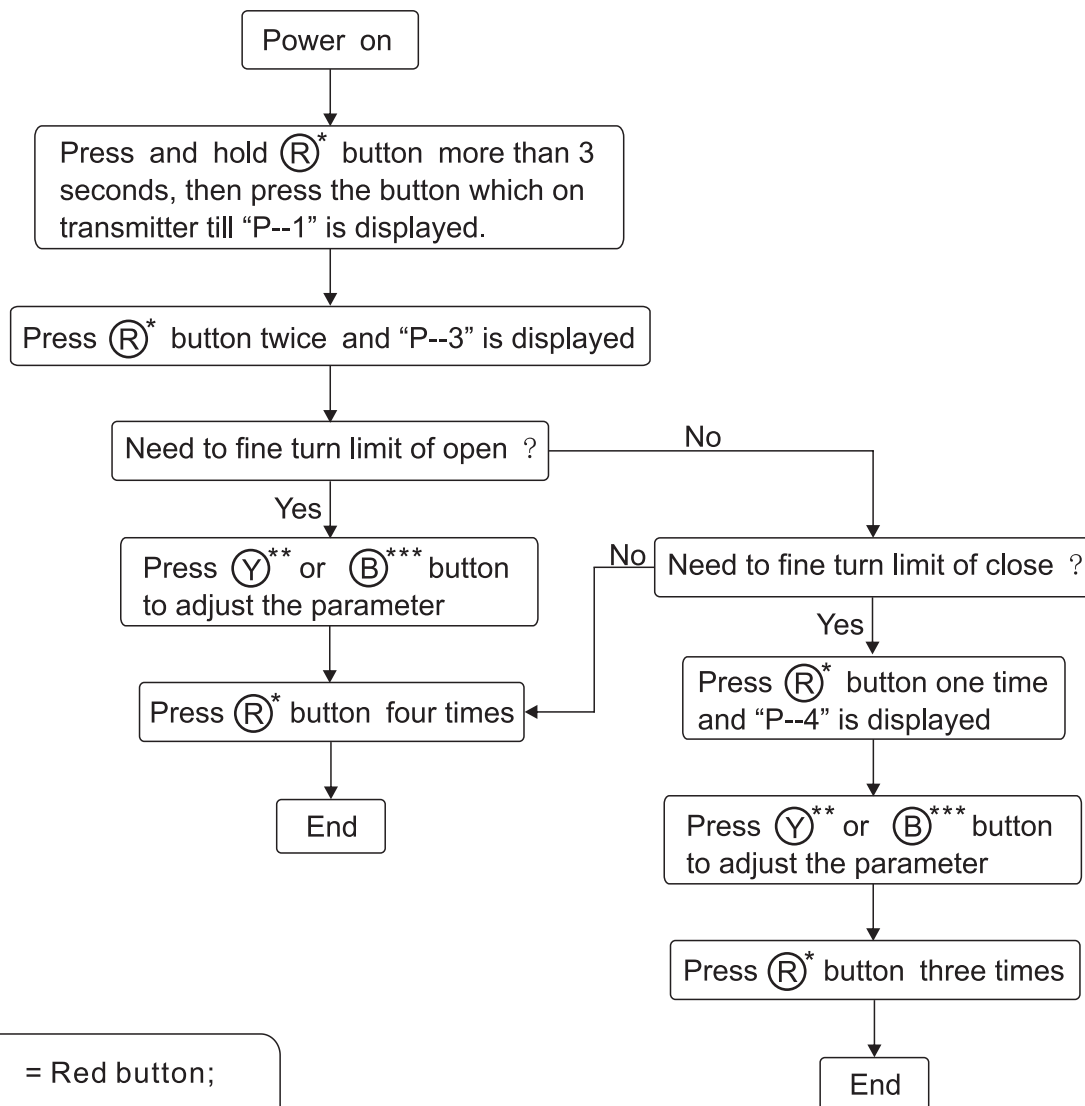 Power on
Press and hold Ⓡ* button more than 3
seconds, then press the button which on
transmitter till “P--1” is displayed.
Press Ⓡ* button twice and “P--3” is displayed
Need to fine turn limit of open ?
No
Yes
Press Ⓨ** or Ⓑ*** button
to adjust the parameter
No
Need to fine turn limit of close ?
Yes
Press Ⓡ* button four times
Press Ⓡ* button one time
and “P--4” is displayed
End
Press Ⓨ** or Ⓑ*** button
to adjust the parameter
Press Ⓡ* button three times
End
= Red button;